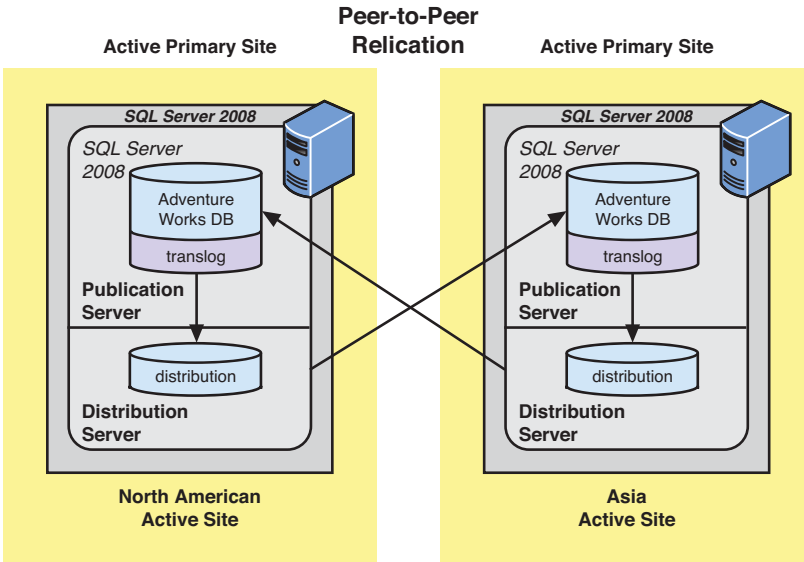 Peer-to-Peer
Relication
Active Primary Site
Active Primary Site
SQL Server 2008
SQL Server
2008
Adventure
Works DB
translog
Publication
Server
distribution
Distribution
Server
North American
Active Site
SQL Server 2008
SQL Server
2008
Adventure
Works DB
translog
Publication
Server
distribution
Distribution
Server
Asia
Active Site